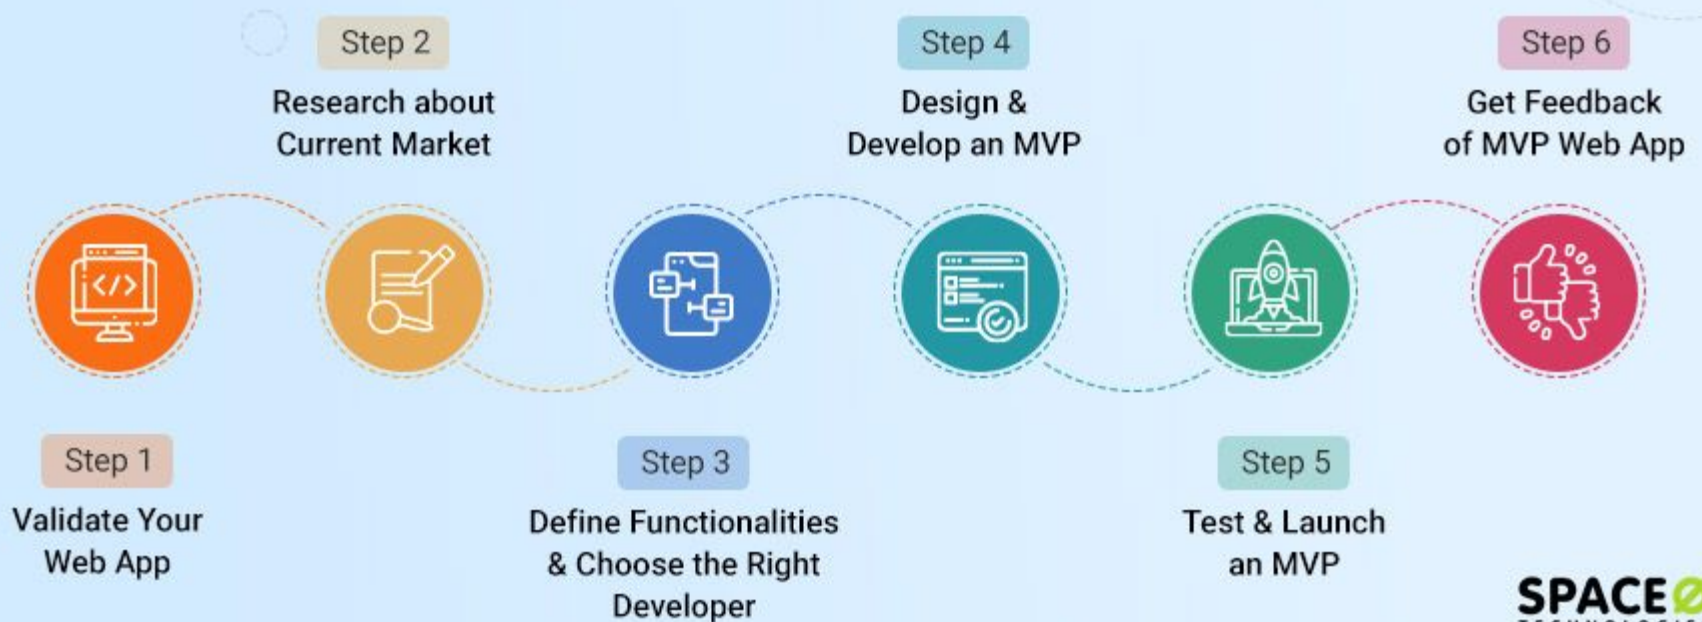 Step 1
Validate Your
Web App
Step 2
Research about
Current Market
Step 3
Define Functionalities
& Choose the Right
Developer
Step 4
Design &
Develop an MVP
Step 5
Test & Launch
an MVP
Step 6
Get Feedback
of MVP Web App
</>
SPACE